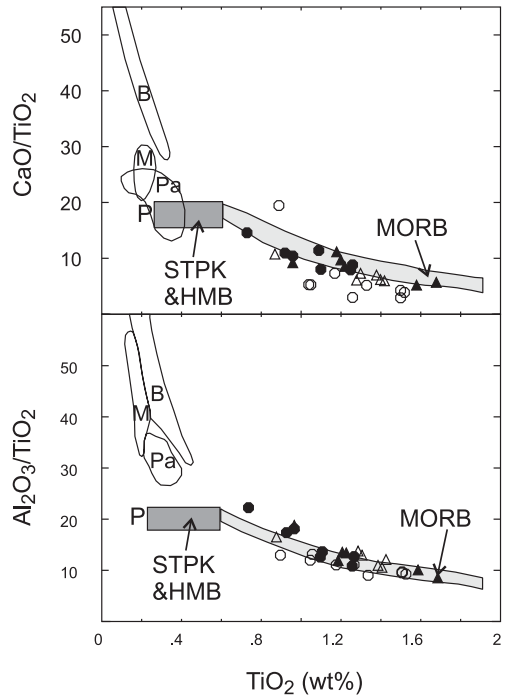 50
40
30
20
10
CaO/TiO₂
B
M
Pa
P
STPK
&HMB
MORB
50
40
30
20
10
Al₂O₃/TiO₂
B
M
Pa
P
STPK
&HMB
MORB
0 .4 .8 1.2 1.6 2
TiO₂ (wt%)